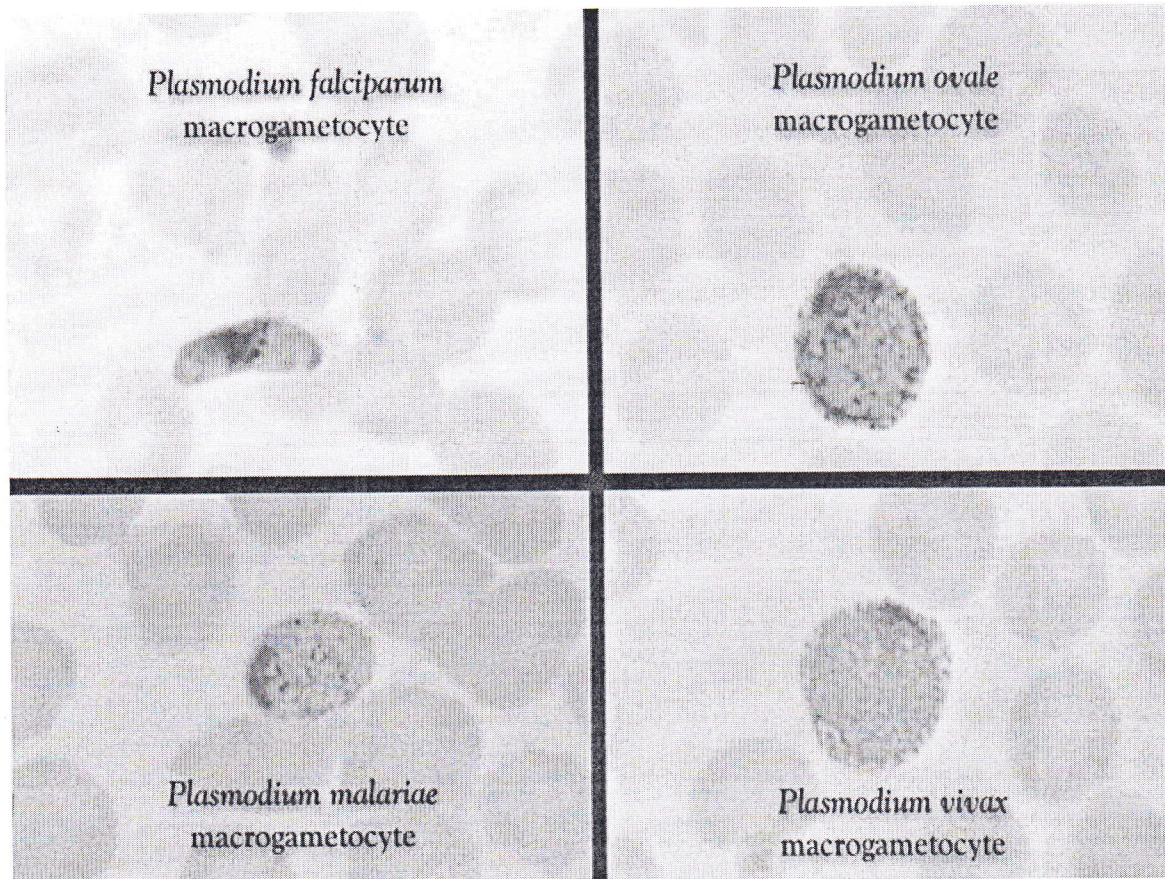 Plasmodium falciparum
macrogametocyte
Plasmodium ovale
macrogametocyte
Plasmodium malariae
macrogametocyte
Plasmodium vivax
macrogametocyte